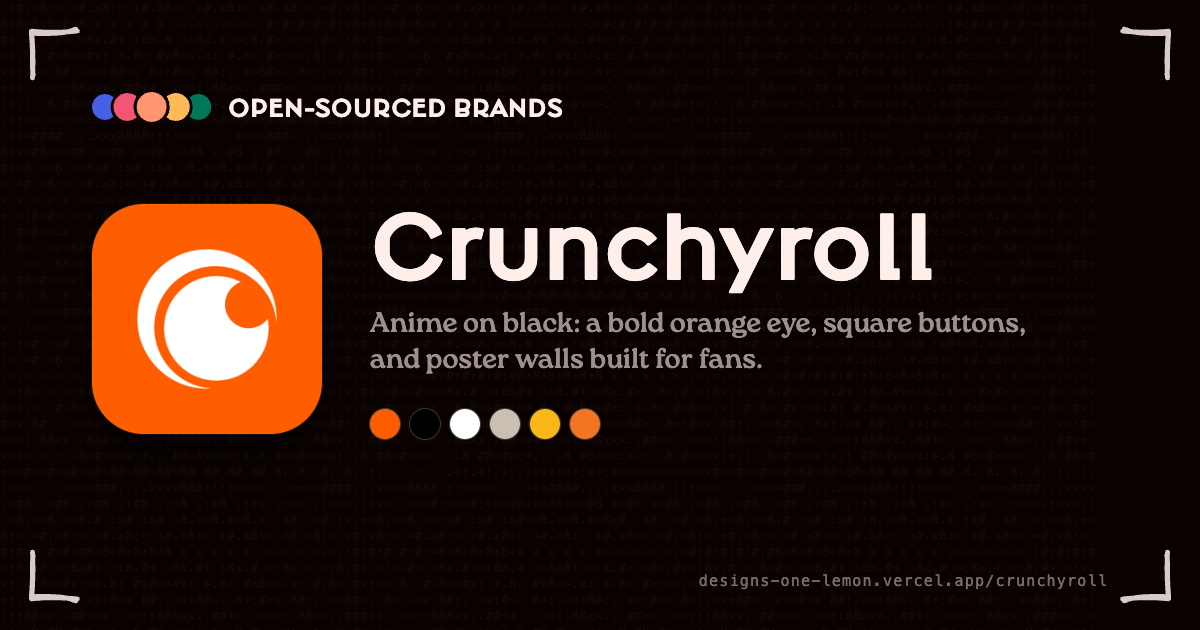 OPEN-SOURCED BRANDS
Crunchyroll
Anime on black: a bold orange eye, square buttons,
and poster walls built for fans.
designs-one-lemon.vercel.app/crunchyroll